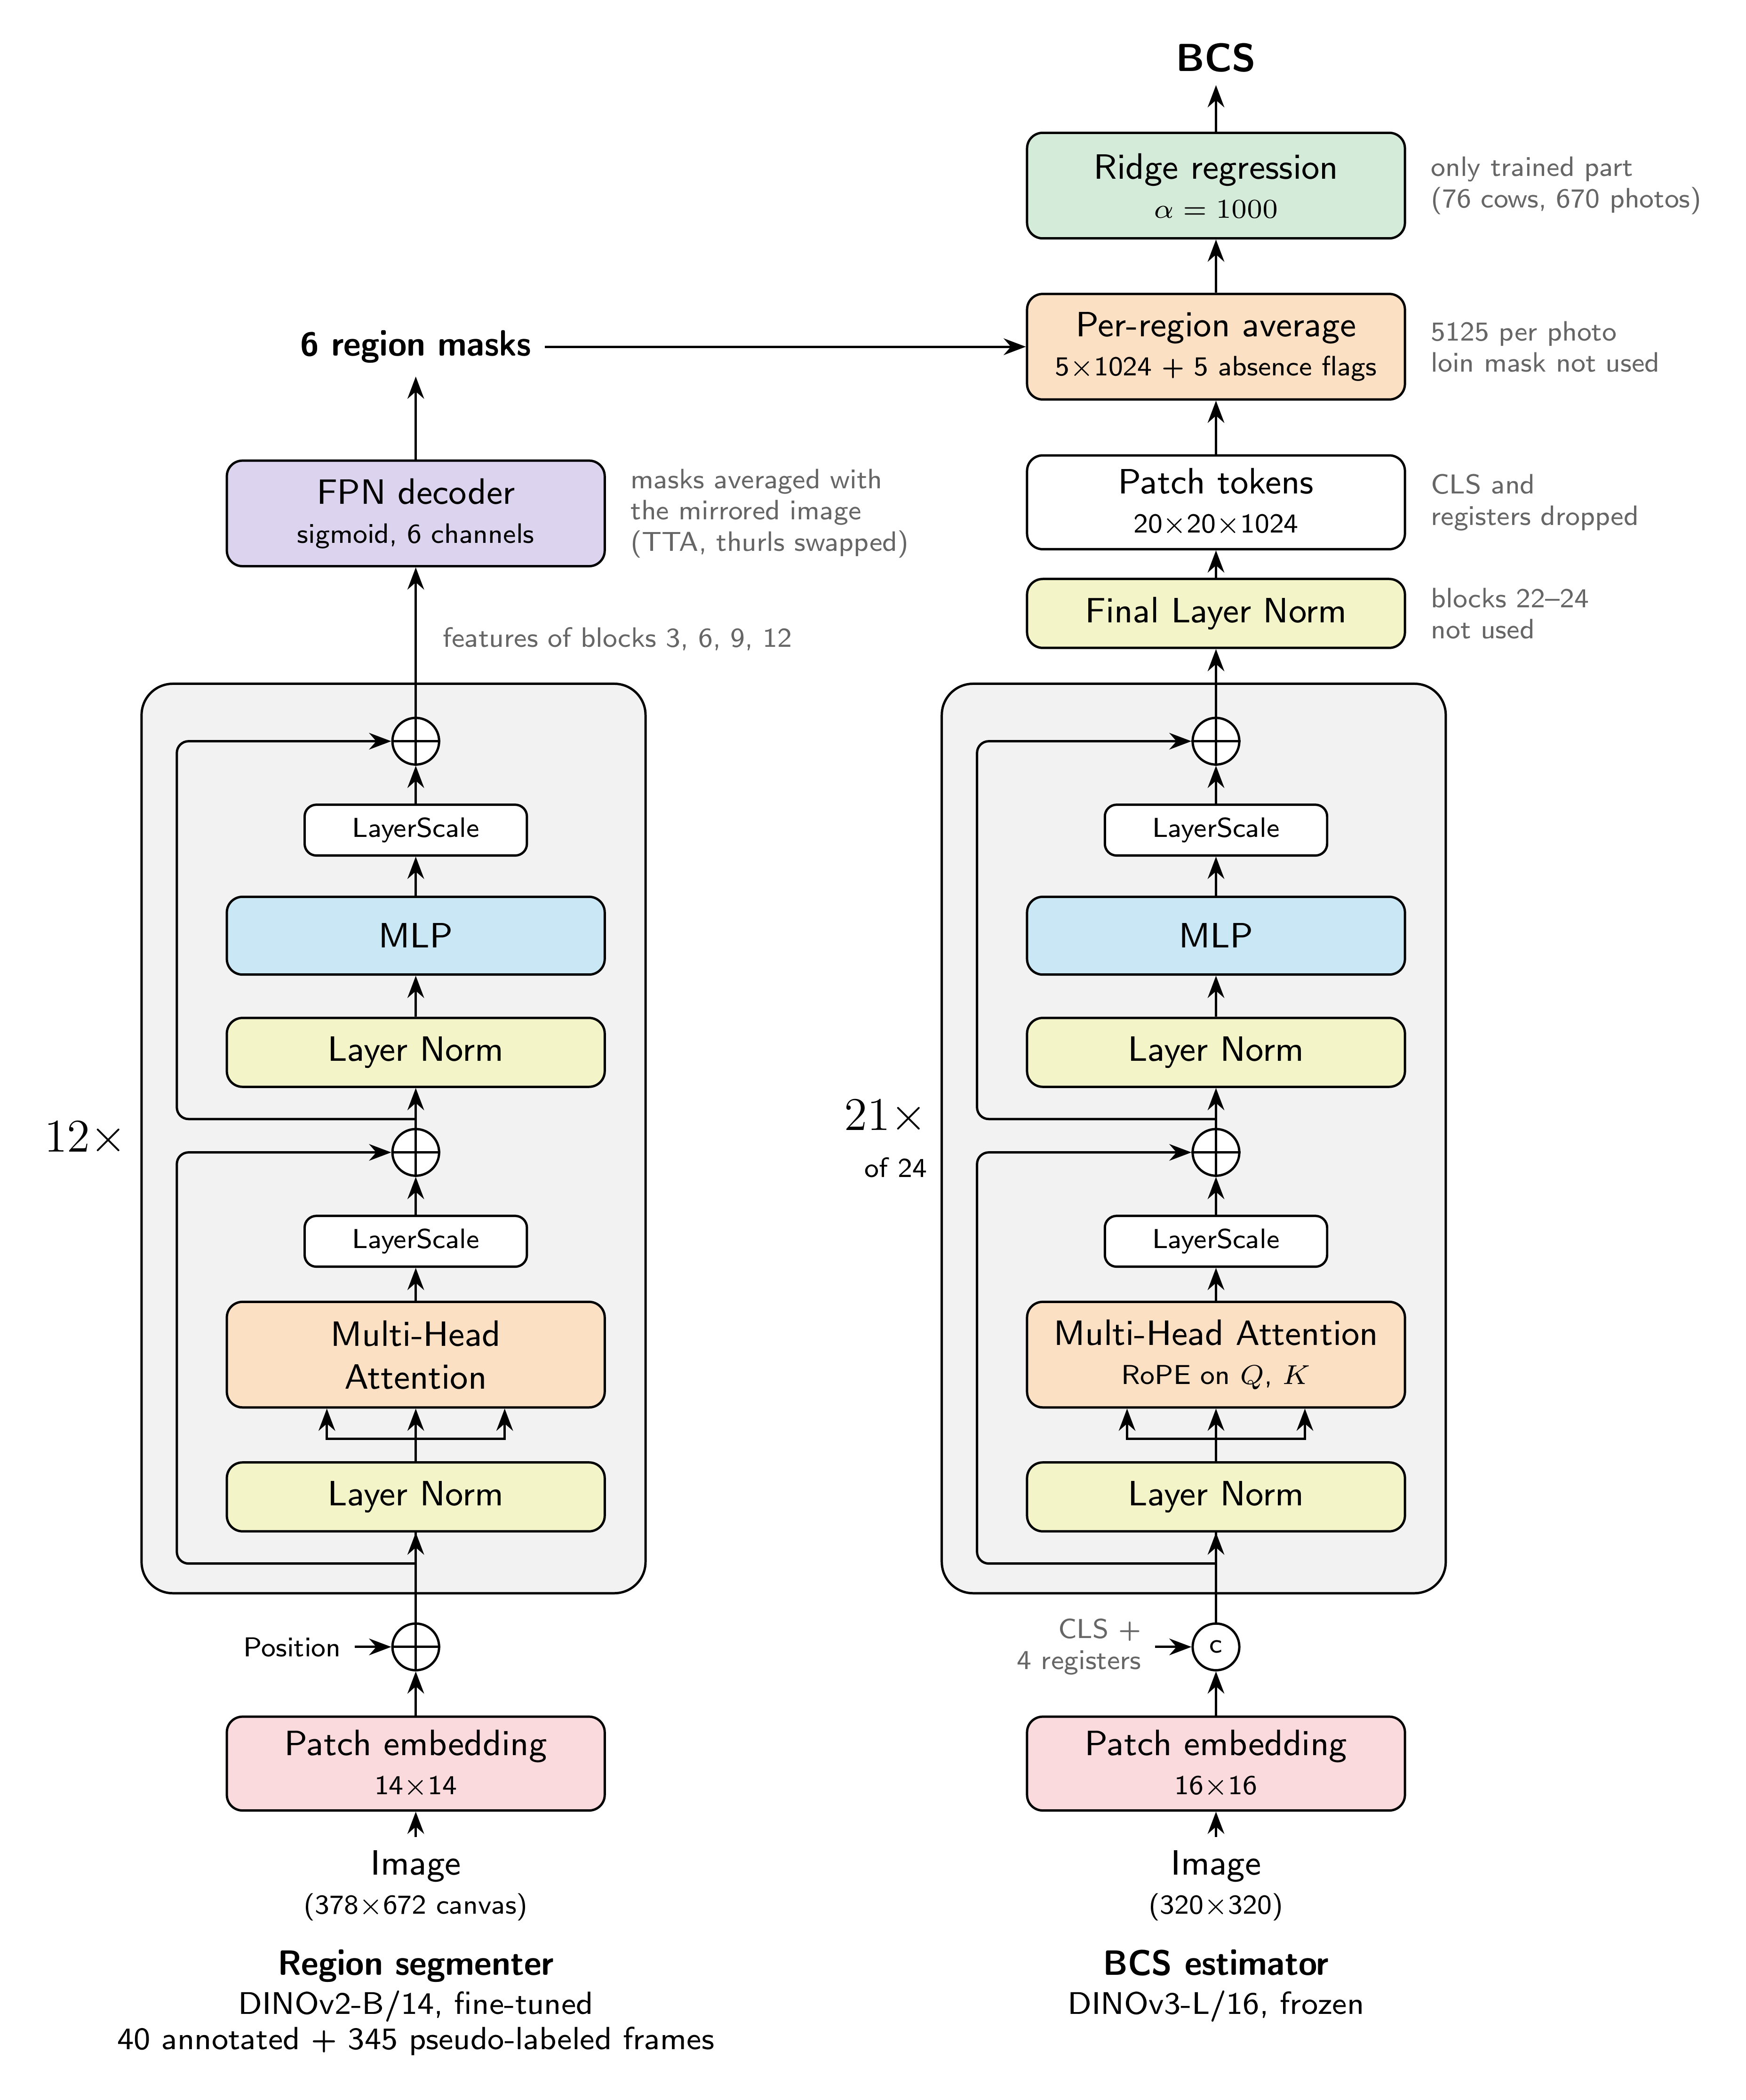 BCS
Ridge regression
α = 1000
only trained part
(76 cows, 670 photos)
6 region masks
Per-region average
5×1024 + 5 absence flags
5125 per photo
loin mask not used
FPN decoder
sigmoid, 6 channels
masks averaged with
the mirrored image
(TTA, thurls swapped)
Patch tokens
20×20×1024
CLS and
registers dropped
features of blocks 3, 6, 9, 12
Final Layer Norm
blocks 22–24
not used
12×
LayerScale
MLP
Layer Norm
LayerScale
Multi-Head
Attention
Layer Norm
Position
Patch embedding
14×14
Image
(378×672 canvas)
Region segmenter
DINOv2-B/14, fine-tuned
40 annotated + 345 pseudo-labeled frames
21×
of 24
LayerScale
MLP
Layer Norm
LayerScale
Multi-Head Attention
RoPE on Q, K
Layer Norm
CLS +
4 registers
c
Patch embedding
16×16
Image
(320×320)
BCS estimator
DINOv3-L/16, frozen